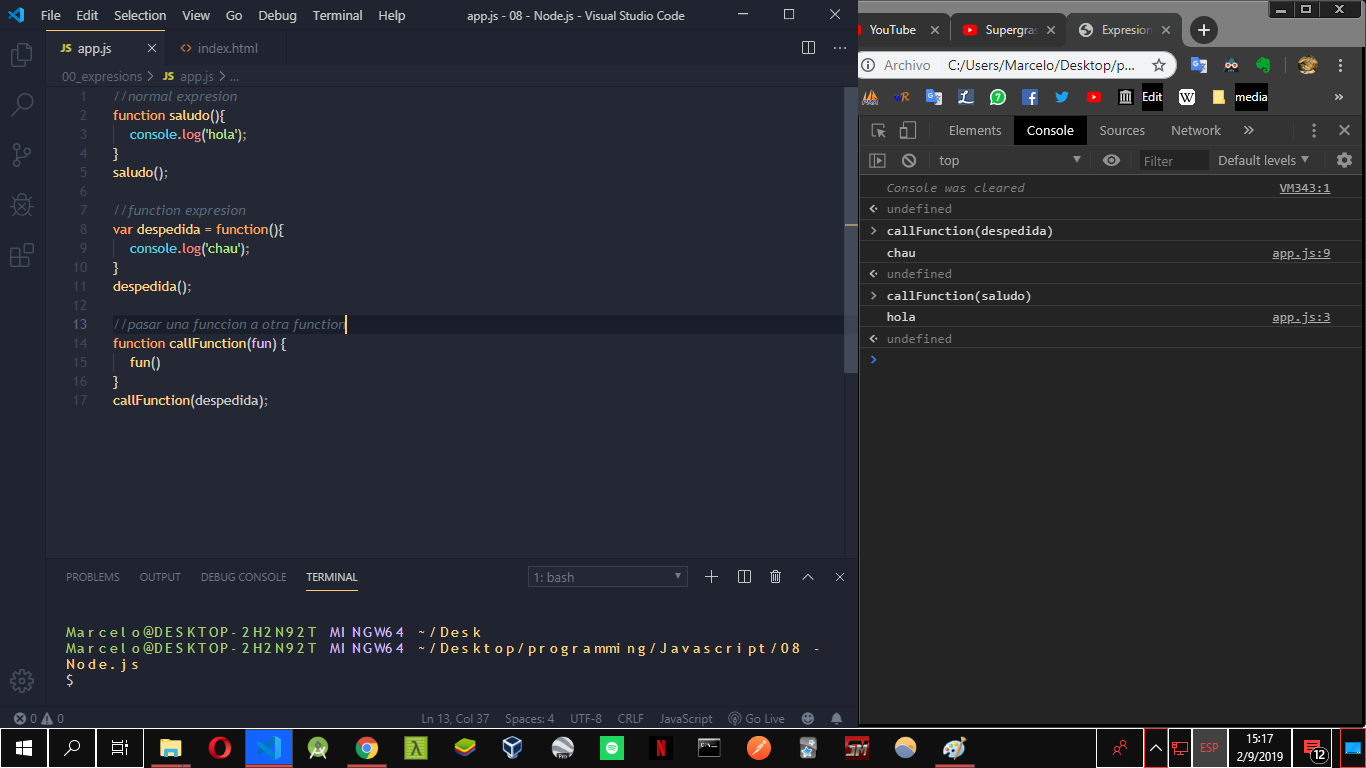 File Edit Selection View Go Debug Terminal Help app.js - 08 - Node.js - Visual Studio Code
JS app.js <> index.html
00_expresions > JS app.js > ...
1 //normal expresion
2 function saludo(){
3 console.log('hola');
4 }
5 saludo();
6
7 //function expresion
8 var despedida = function(){
9 console.log('chau');
10 }
11 despedida();
12
13 //pasar una funccion a otra function
14 function callFunction(fun) {
15 fun()
16 }
17 callFunction(despedida);
PROBLEMS OUTPUT DEBUG CONSOLE TERMINAL 1: bash
Marcelo@DESKTOP-2H2N92T MINGW64 ~/Desk
Marcelo@DESKTOP-2H2N92T MINGW64 ~/Desktop/programming/Javascript/08 -
Node.js
$
0 0 Ln 13, Col 37 Spaces: 4 UTF-8 CRLF JavaScript Go Live
YouTube Supergras Expresion
Archivo C:/Users/Marcelo/Desktop/p...
Edit W media »
Elements Console Sources Network »
top Filter Default levels
Console was cleared VM343:1
undefined
callFunction(despedida)
chau app.js:9
undefined
callFunction(saludo)
hola app.js:3
undefined
ESP 15:17 12
2/9/2019